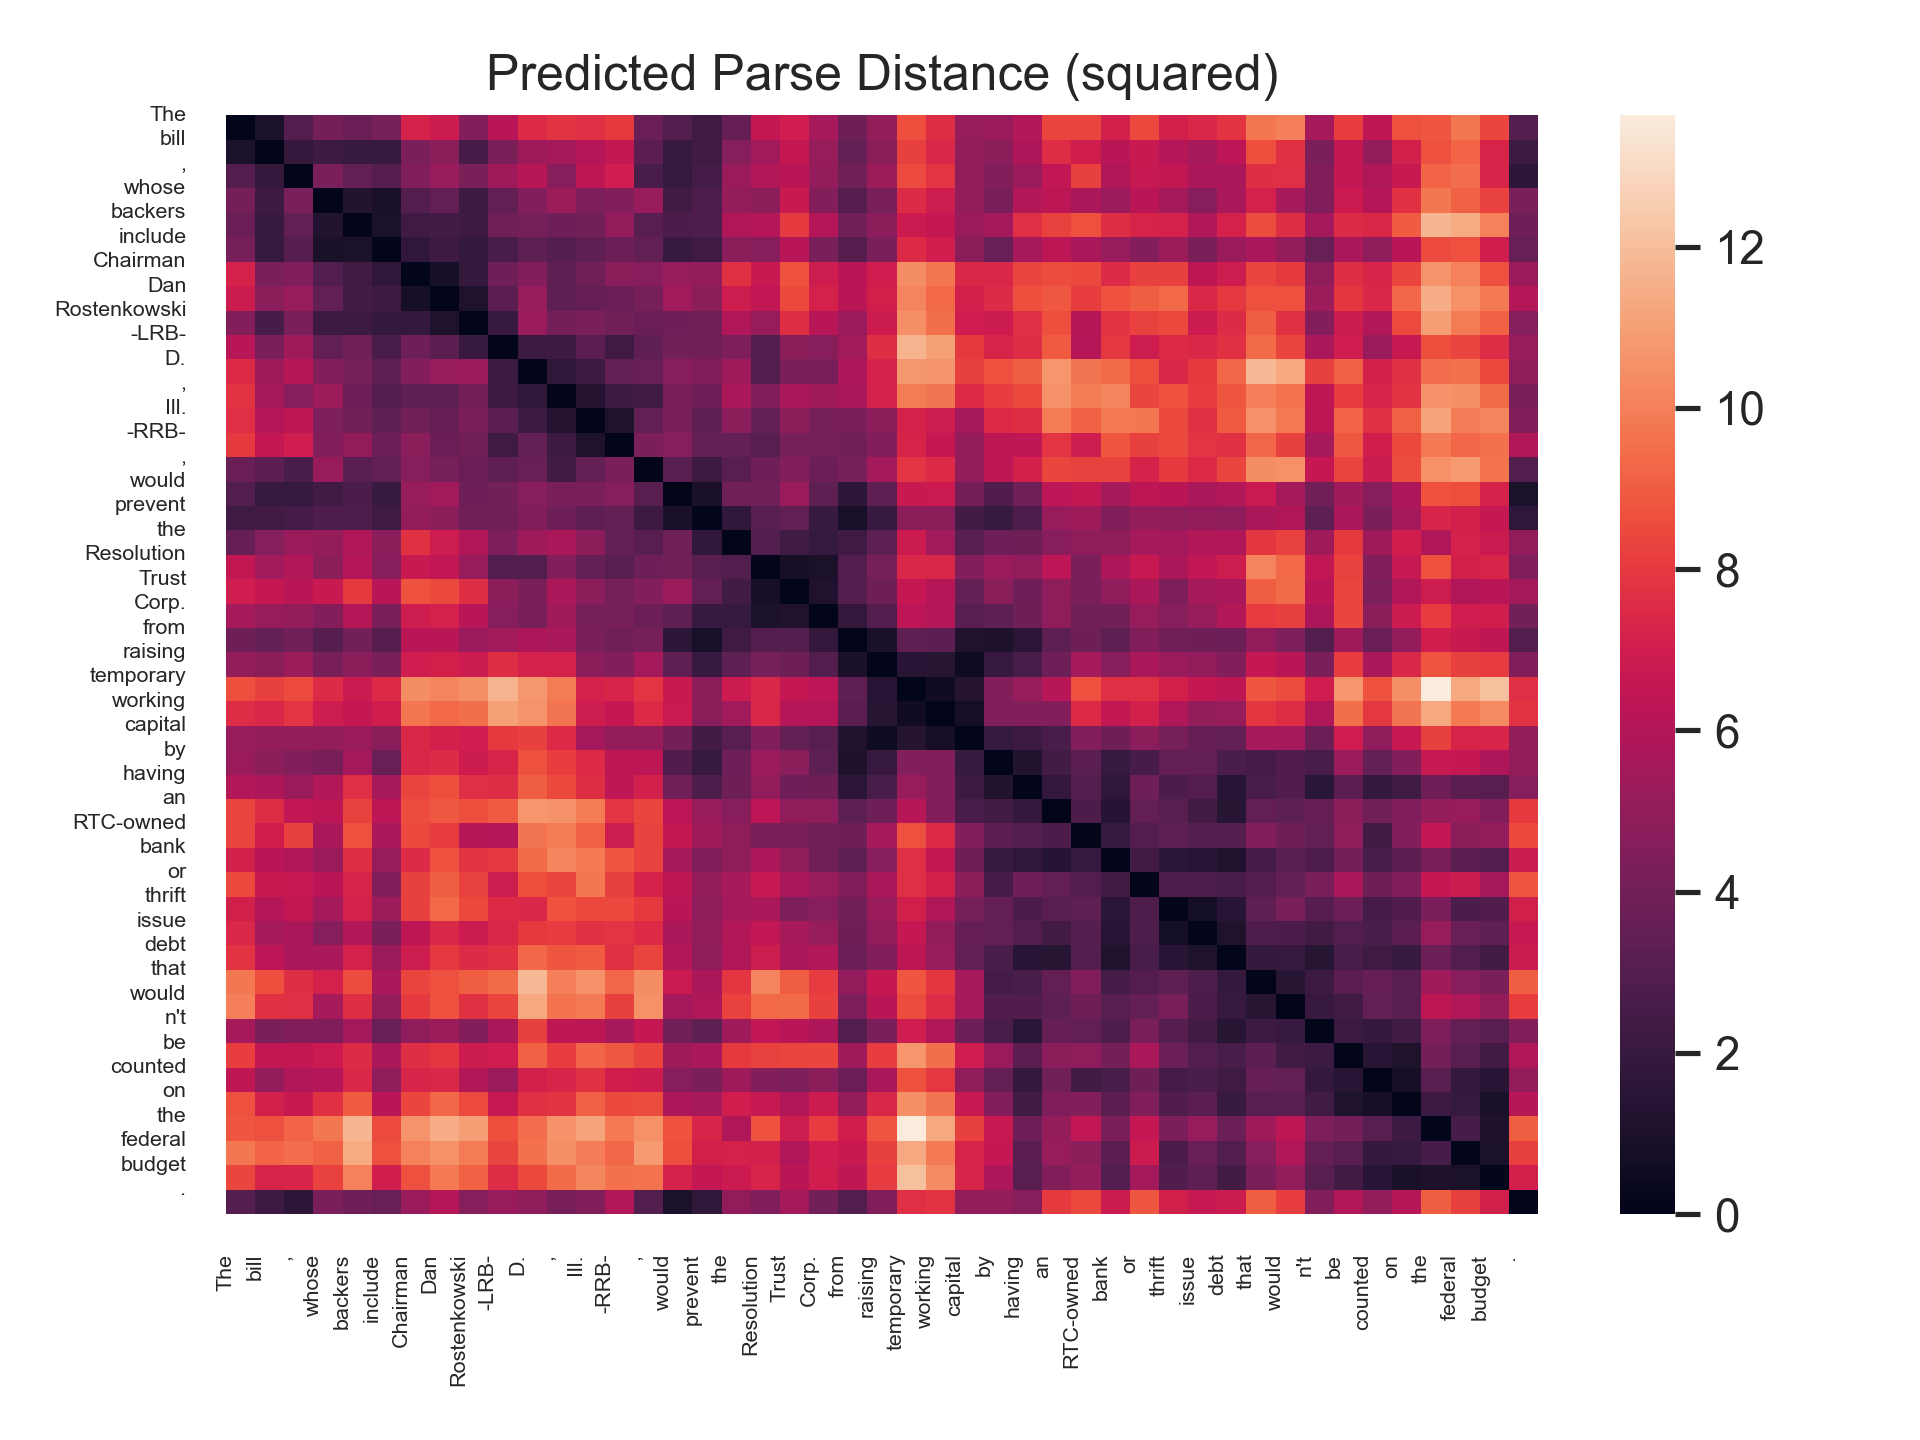 Predicted Parse Distance (squared)
The
bill
,
whose
backers
include
Chairman
Dan
Rostenkowski
-LRB-
D.
,
Ill.
-RRB-
,
would
prevent
the
Resolution
Trust
Corp.
from
raising
temporary
working
capital
by
having
an
RTC-owned
bank
or
thrift
issue
debt
that
would
n't
be
counted
on
the
federal
budget
.
The
bill
,
whose
backers
include
Chairman
Dan
Rostenkowski
-LRB-
D.
,
Ill.
-RRB-
,
would
prevent
the
Resolution
Trust
Corp.
from
raising
temporary
working
capital
by
having
an
RTC-owned
bank
or
thrift
issue
debt
that
would
n't
be
counted
on
the
federal
budget
.
12
10
8
6
4
2
0